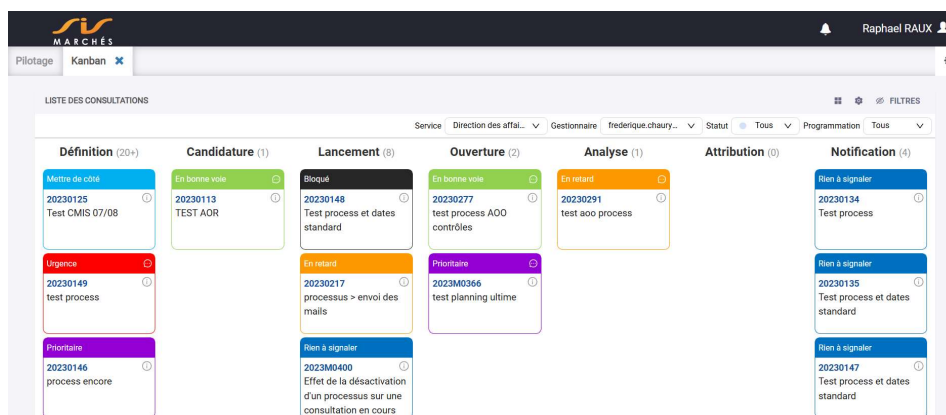 SIS
MARCHÉS
Raphael RAUX
Pilotage
Kanban
LISTE DES CONSULTATIONS
FILTRES
Service Direction des affai... Gestionnaire frederique.chaury... Statut Tous Programmation Tous
Définition (20+)
Mettre de côté
20230125
Test CMIS 07/08
Urgence
20230149
test process
Prioritaire
20230146
process encore
Candidature (1)
En bonne voie
20230113
TEST AOR
Lancement (8)
Bloqué
20230148
Test process et dates
standard
En retard
20230217
processus > envoi des
mails
Rien à signaler
2023M0400
Effet de la désactivation
d'un processus sur une
consultation en cours
Ouverture (2)
En bonne voie
20230277
test process AOO
contrôles
Prioritaire
2023M0366
test planning ultime
Analyse (1)
En retard
20230291
test aoo process
Attribution (0)
Notification (4)
Rien à signaler
20230134
Test process
Rien à signaler
20230135
Test process et dates
standard
Rien à signaler
20230147
Test process et dates
standard